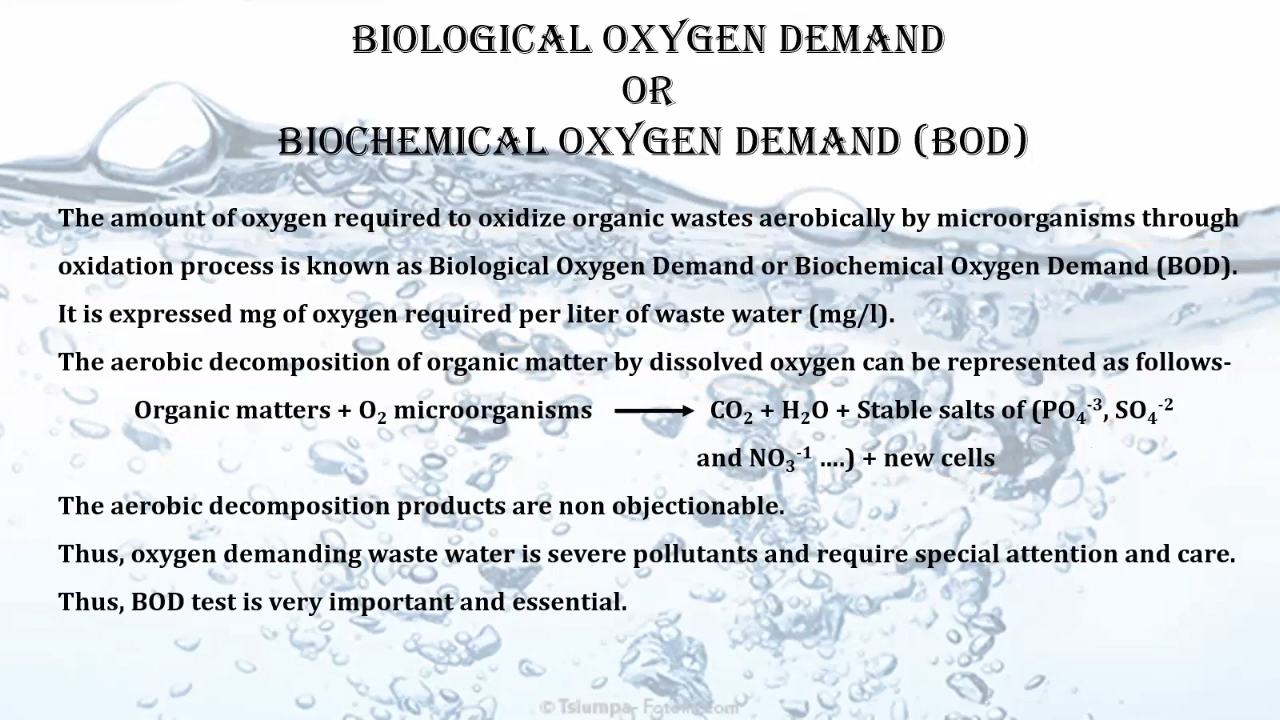 BIOLOGICAL OXYGEN DEMAND
OR
BIOCHEMICAL OXYGEN DEMAND (BOD)
The amount of oxygen required to oxidize organic wastes aerobically by microorganisms through
oxidation process is known as Biological Oxygen Demand or Biochemical Oxygen Demand (BOD).
It is expressed mg of oxygen required per liter of waste water (mg/l).
The aerobic decomposition of organic matter by dissolved oxygen can be represented as follows-
Organic matters + O₂ microorganisms ⟶ CO₂ + H₂O + Stable salts of (PO₄⁻³, SO₄⁻²
and NO₃⁻¹ ....) + new cells
The aerobic decomposition products are non objectionable.
Thus, oxygen demanding waste water is severe pollutants and require special attention and care.
Thus, BOD test is very important and essential.
© Tsiumpa